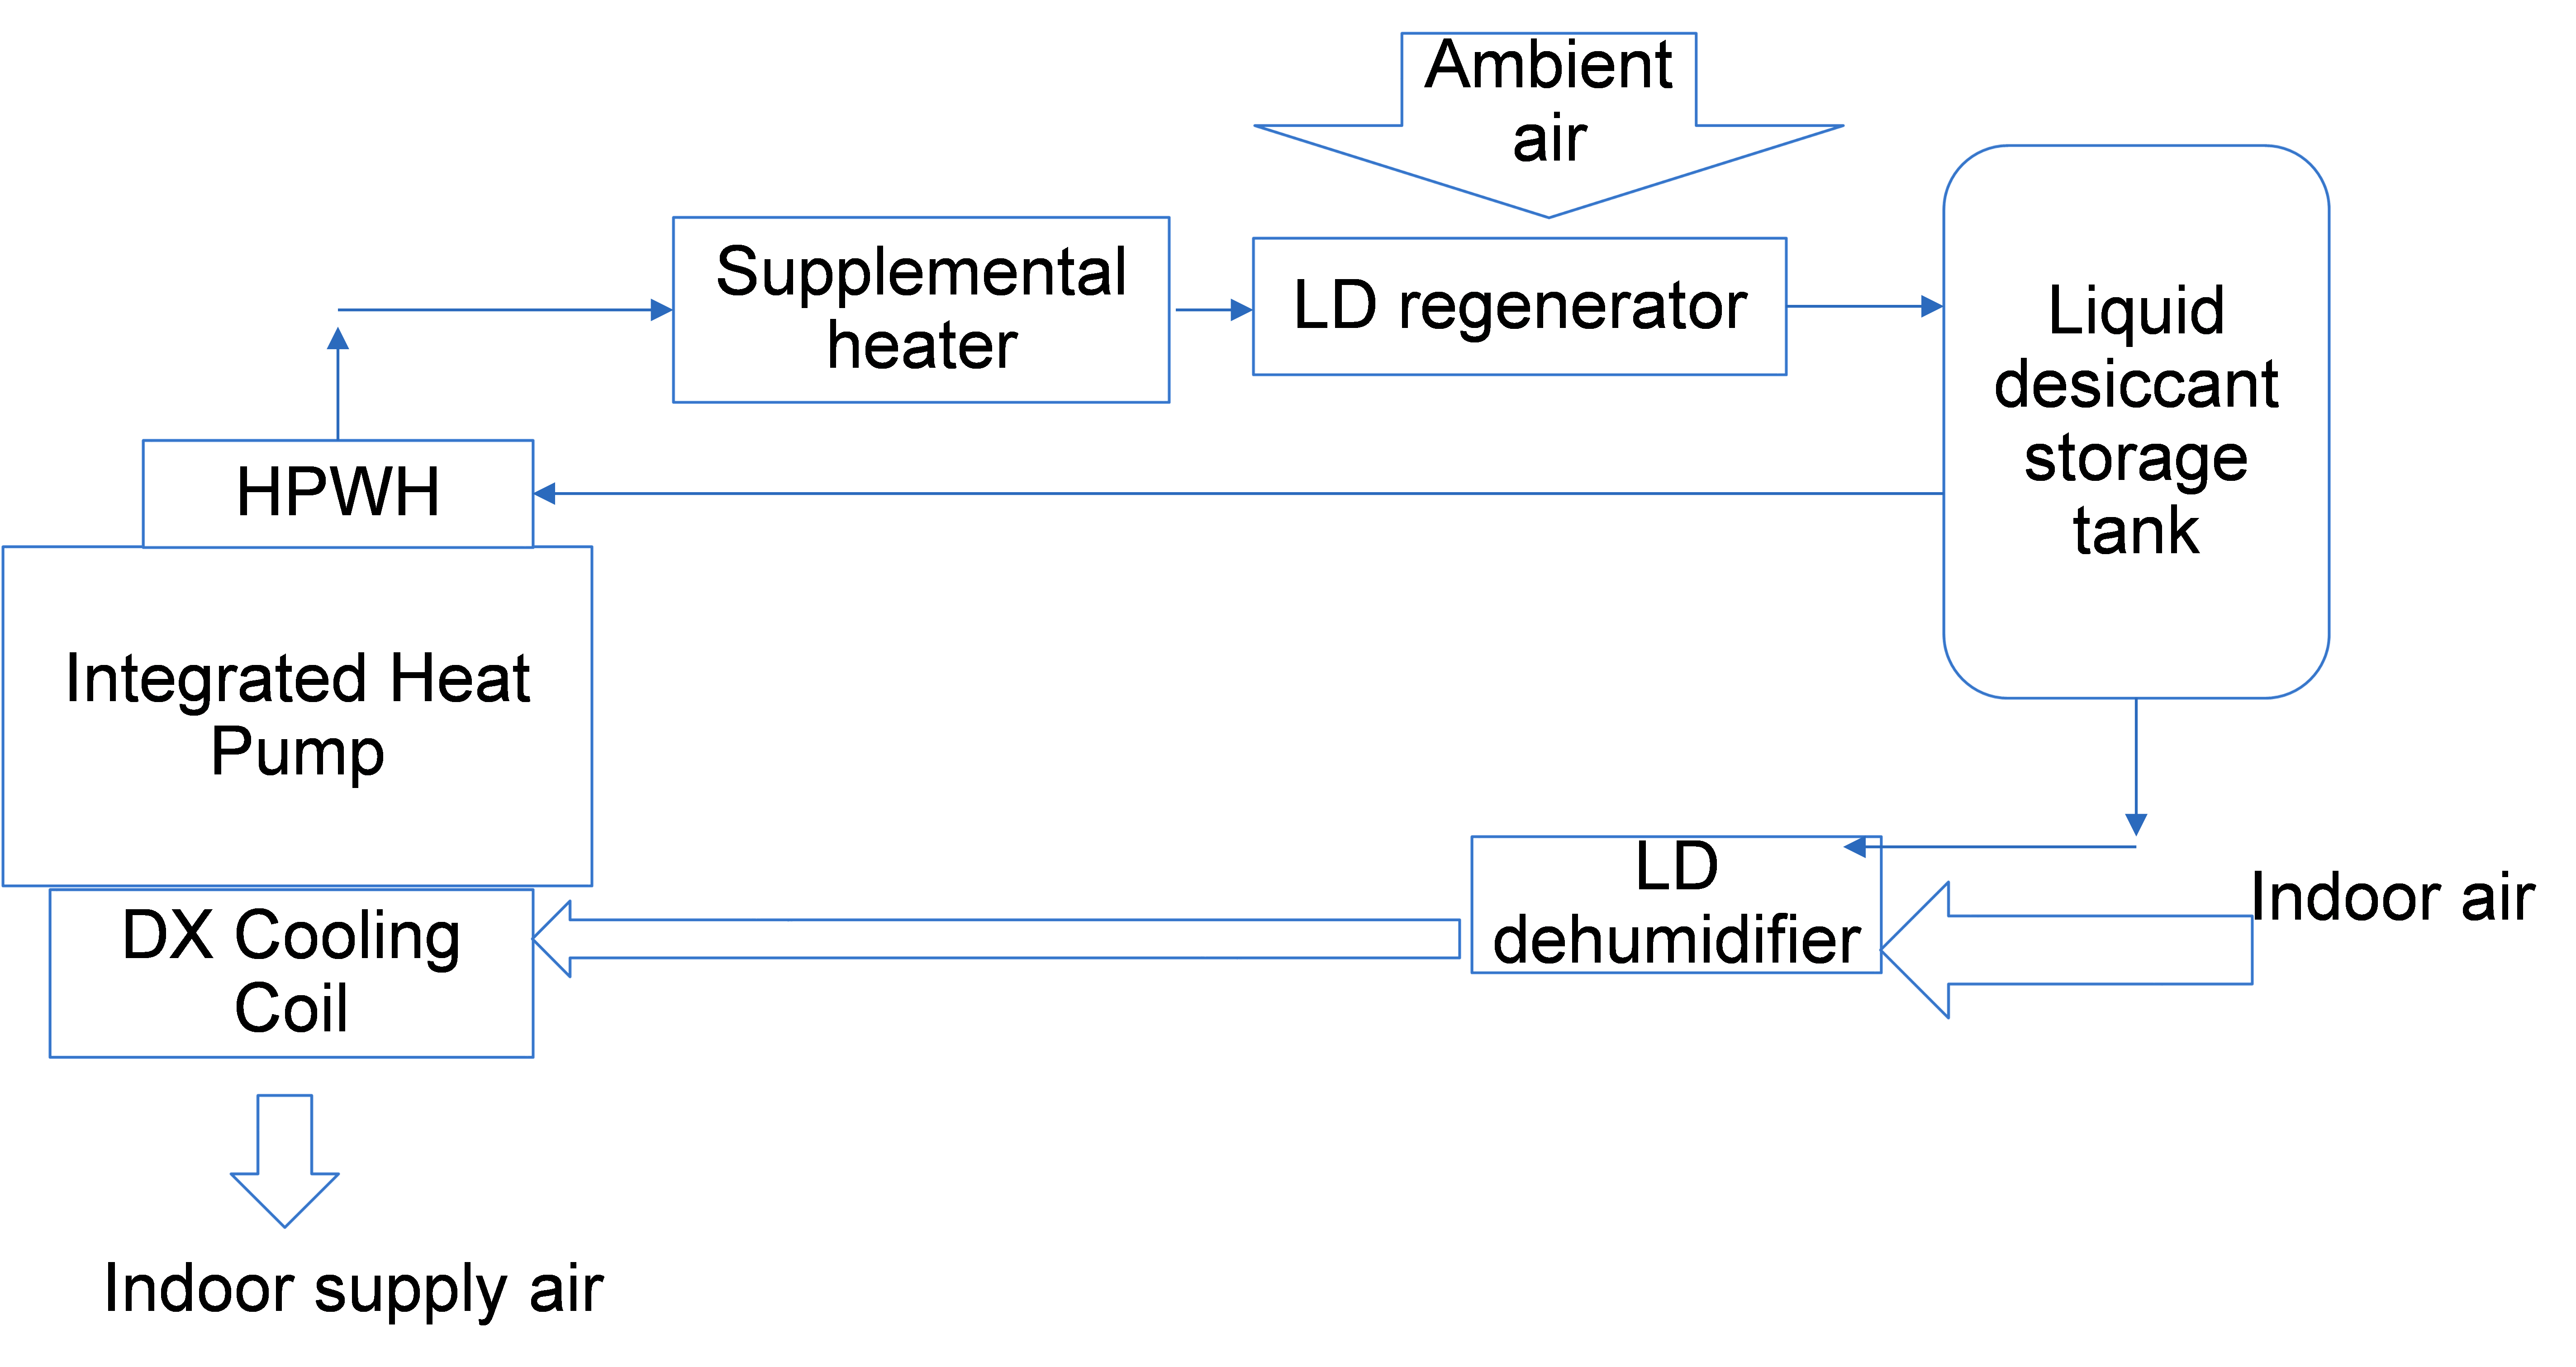 Ambient
air
Supplemental
heater
LD regenerator
Liquid
desiccant
storage
tank
HPWH
Integrated Heat
Pump
LD
dehumidifier
Indoor air
DX Cooling
Coil
Indoor supply air